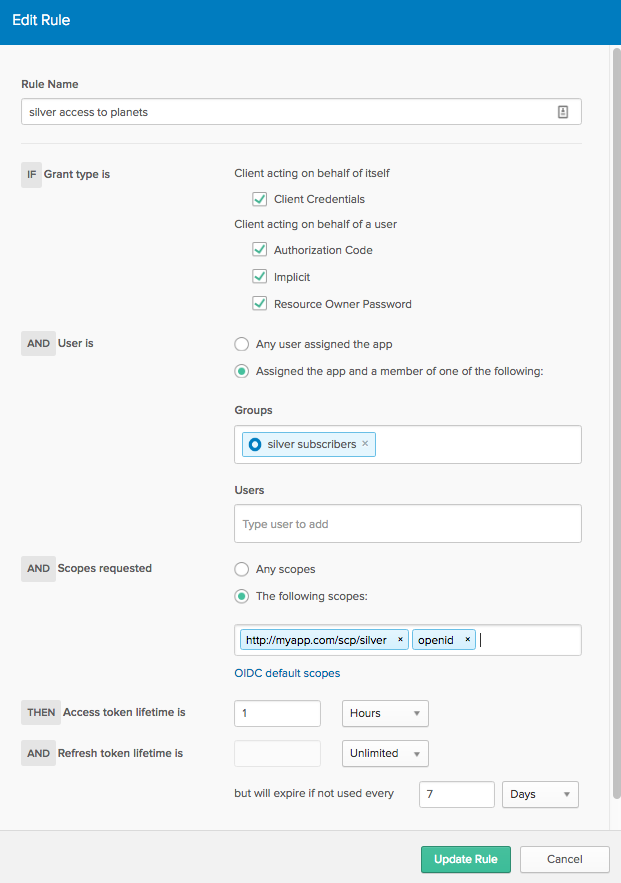 Edit Rule
Rule Name
silver access to planets
IF Grant type is
Client acting on behalf of itself
Client Credentials
Client acting on behalf of a user
Authorization Code
Implicit
Resource Owner Password
AND User is
Any user assigned the app
Assigned the app and a member of one of the following:
Groups
silver subscribers ×
Users
Type user to add
AND Scopes requested
Any scopes
The following scopes:
http://myapp.com/scp/silver × openid ×
OIDC default scopes
THEN Access token lifetime is 1 Hours
AND Refresh token lifetime is Unlimited
but will expire if not used every 7 Days
Update Rule Cancel